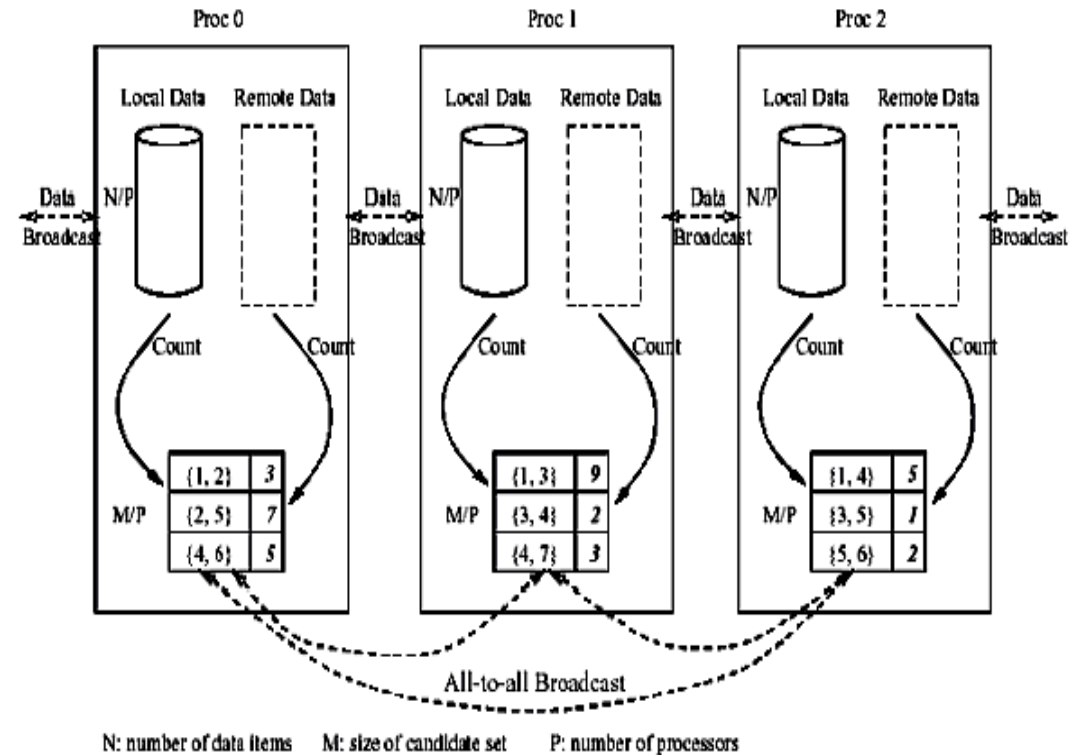 Proc 0 Proc 1 Proc 2
Local Data Remote Data Local Data Remote Data Local Data Remote Data
Data N/P Data N/P Data N/P Data
Broadcast Broadcast Broadcast Broadcast
Count Count Count Count Count Count
{1, 2} 3 {1, 3} 9 {1, 4} 5
M/P {2, 5} 7 M/P {3, 4} 2 M/P {3, 5} 1
{4, 6} 5 {4, 7} 3 {5, 6} 2
All-to-all Broadcast
N: number of data items M: size of candidate set P: number of processors